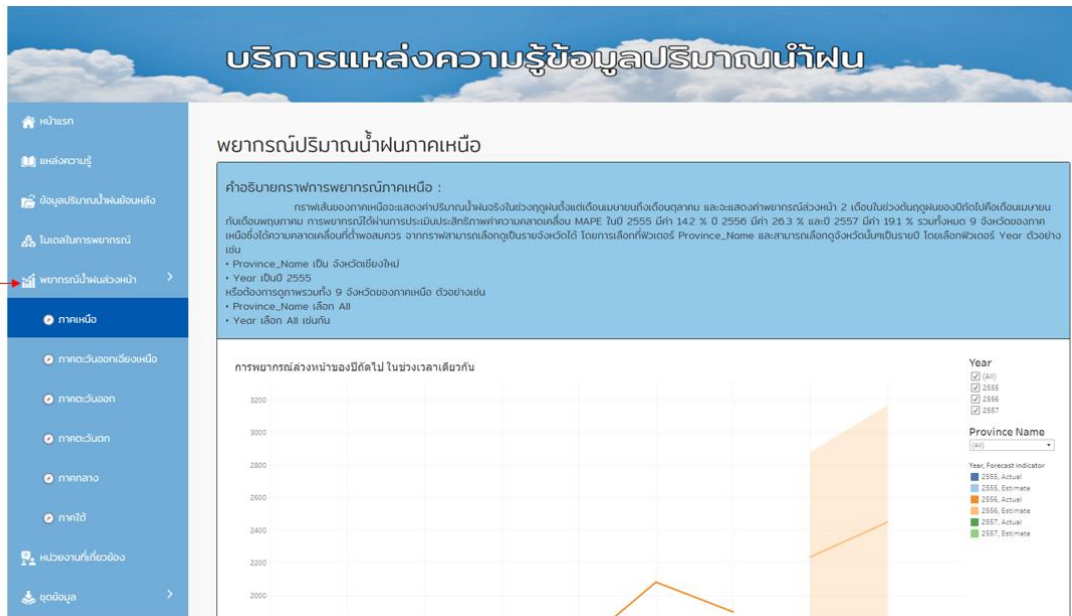 บริการแหล่งความรู้ข้อมูลปริมาณน้ำฝน
หน้าแรก
แหล่งความรู้
ข้อมูลปริมาณน้ำฝนย้อนหลัง
โมเดลในการพยากรณ์
พยากรณ์น้ำฝนล่วงหน้า
ภาคเหนือ
ภาคตะวันออกเฉียงเหนือ
ภาคตะวันออก
ภาคตะวันตก
ภาคกลาง
ภาคใต้
หน่วยงานที่เกี่ยวข้อง
ชุดข้อมูล
พยากรณ์ปริมาณน้ำฝนภาคเหนือ
คำอธิบายกราฟการพยากรณ์ภาคเหนือ :
กราฟเส้นของภาคเหนือจะแสดงค่าปริมาณน้ำฝนจริงในช่วงฤดูฝนตั้งแต่เดือนเมษายนถึงเดือนตุลาคม และจะแสดงค่าพยากรณ์ล่วงหน้า 2 เดือนในช่วงต้นฤดูฝนของปีถัดไปคือเดือนเมษายน
กับเดือนพฤษภาคม การพยากรณ์ได้ผ่านการประเมินประสิทธิภาพค่าความคลาดเคลื่อน MAPE ในปี 2555 มีค่า 14.2 % ปี 2556 มีค่า 26.3 % และปี 2557 มีค่า 19.1 % รวมทั้งหมด 9 จังหวัดของภาค
เหนือซึ่งได้ความคลาดเคลื่อนที่ต่ำพอสมควร จากกราฟสามารถเลือกดูเป็นรายจังหวัดได้ โดยการเลือกที่ฟิวเตอร์ Province_Name และสามารถเลือกดูจังหวัดนั้นๆเป็นรายปี โดยเลือกฟิวเตอร์ Year ตัวอย่าง
เช่น
• Province_Name เป็น จังหวัดเชียงใหม่
• Year เป็นปี 2555
หรือต้องการดูภาพรวมทั้ง 9 จังหวัดของภาคเหนือ ตัวอย่างเช่น
• Province_Name เลือก All
• Year เลือก All เช่นกัน
การพยากรณ์ล่วงหน้าของปีถัดไป ในช่วงเวลาเดียวกัน
3200
3000
2800
2600
2400
2200
2000
Year
(All)
2555
2556
2557
Province Name
(All)
Year, Forecast indicator
2555, Actual
2555, Estimate
2556, Actual
2556, Estimate
2557, Actual
2557, Estimate